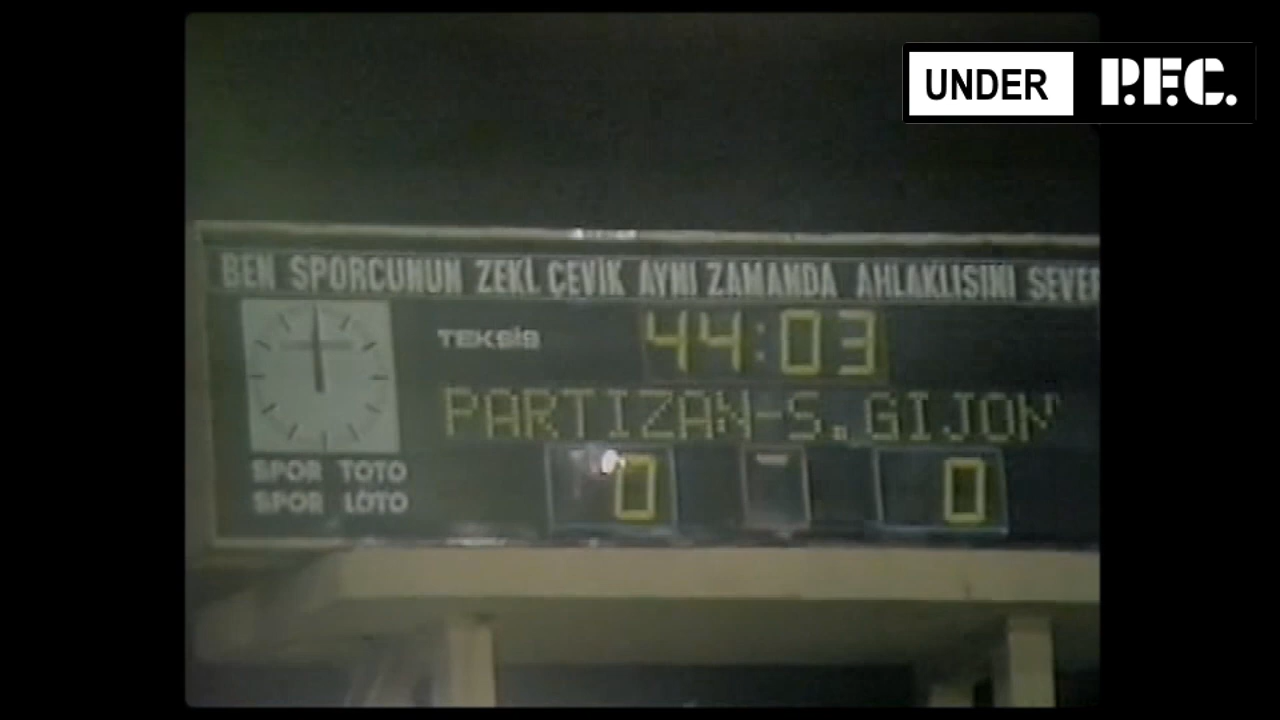 UNDER P.F.C.
BEN SPORCUNUN ZEKİ, ÇEVİK AYNI ZAMANDA AHLAKLISINI SEVER
TEKSİS 44:03
PARTIZAN-S.GIJON
0 - 0
SPOR TOTO
SPOR LOTO